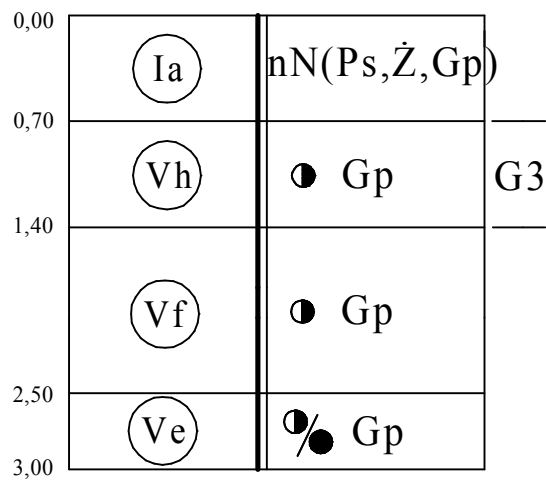 0,00
Ia nN(Ps,Ż,Gp)
0,70
Vh Gp G3
1,40
Vf Gp
2,50
Ve / Gp
3,00